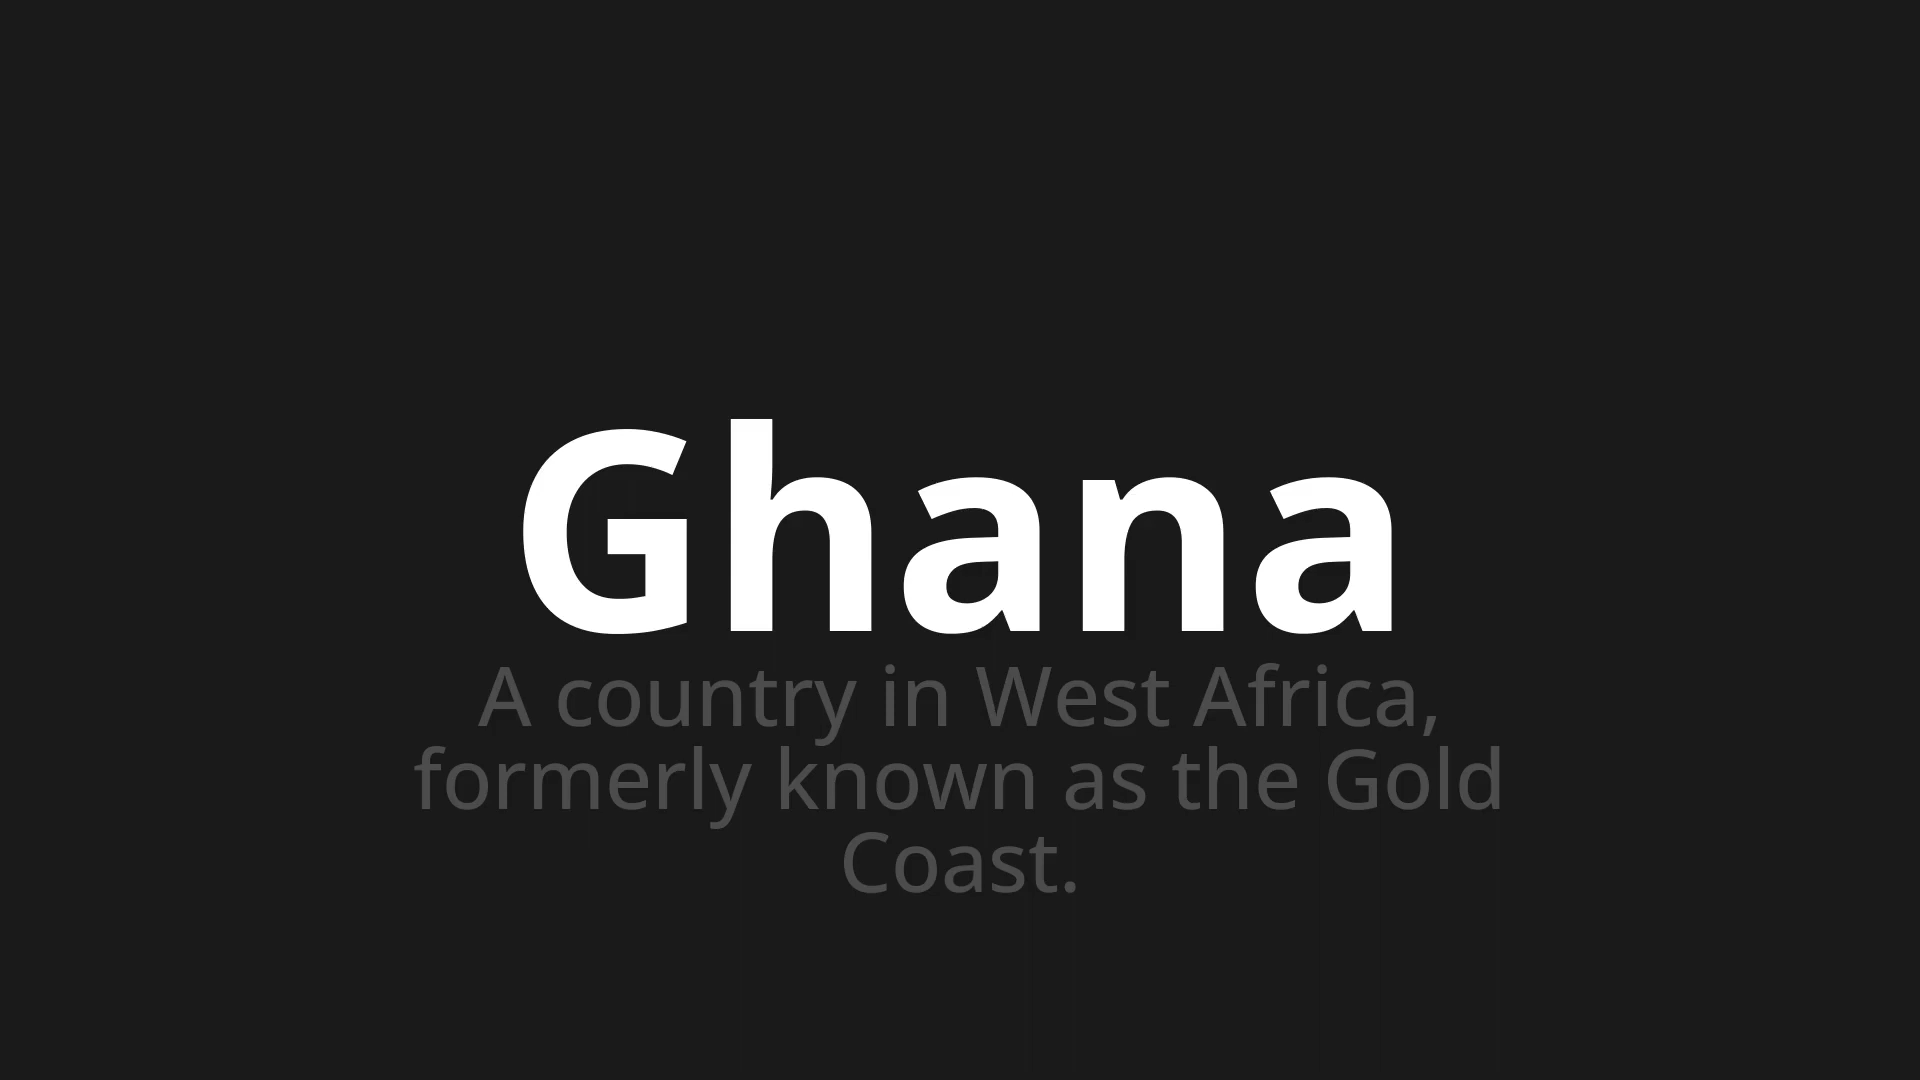 Ghana
A country in West Africa,
formerly known as the Gold
Coast.